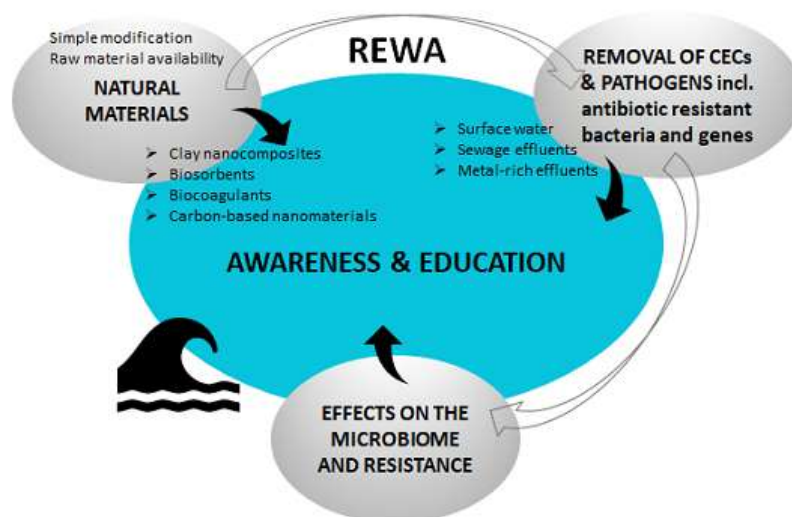 Simple modification
Raw material availability
NATURAL
MATERIALS
➢ Clay nanocomposites
➢ Biosorbents
➢ Biocoagulants
➢ Carbon-based nanomaterials
REWA
REMOVAL OF CECs
& PATHOGENS incl.
antibiotic resistant
bacteria and genes
➢ Surface water
➢ Sewage effluents
➢ Metal-rich effluents
AWARENESS & EDUCATION
EFFECTS ON THE
MICROBIOME
AND RESISTANCE